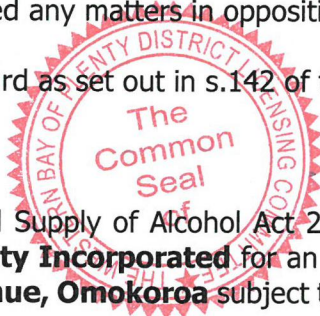 ed any matters in oppositi
rd as set out in s.142 of t
THE WESTERN BAY OF PLENTY DISTRICT LICENSING COMMITTEE
The
Common
Seal
of
d Supply of Alcohol Act 2
ty Incorporated for an
nue, Omokoroa subject t